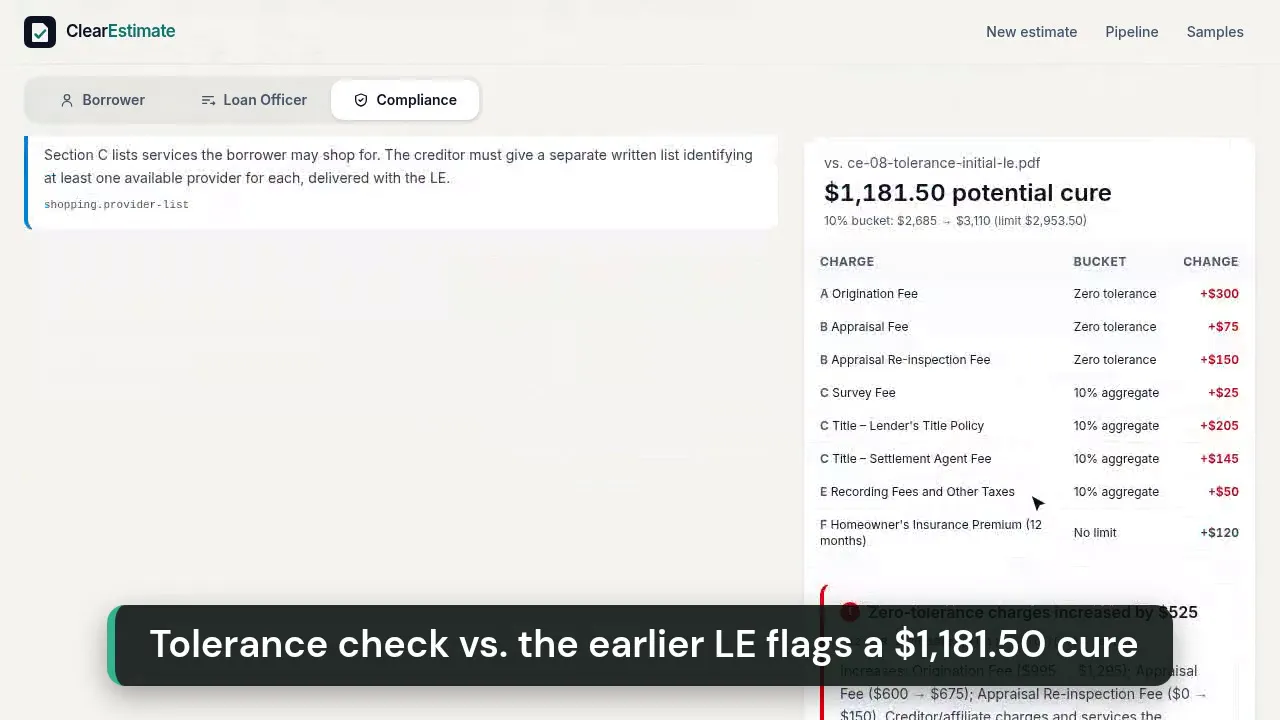 ClearEstimate
New estimate
Pipeline
Samples
Borrower
Loan Officer
Compliance
Section C lists services the borrower may shop for. The creditor must give a separate written list identifying
at least one available provider for each, delivered with the LE.
shopping.provider-list
vs. ce-08-tolerance-initial-le.pdf
$1,181.50 potential cure
10% bucket: $2,685 → $3,110 (limit $2,953.50)
CHARGE BUCKET CHANGE
A Origination Fee Zero tolerance +$300
B Appraisal Fee Zero tolerance +$75
B Appraisal Re-inspection Fee Zero tolerance +$150
C Survey Fee 10% aggregate +$25
C Title – Lender's Title Policy 10% aggregate +$205
C Title – Settlement Agent Fee 10% aggregate +$145
E Recording Fees and Other Taxes 10% aggregate +$50
F Homeowner's Insurance Premium (12
months) No limit +$120
Zero-tolerance charges increased by $525
Tolerance check vs. the earlier LE flags a $1,181.50 cure
Increases: Origination Fee ($995 → $1,295); Appraisal
Fee ($600 → $675); Appraisal Re-inspection Fee ($0 →
$150). Creditor/affiliate charges and services the